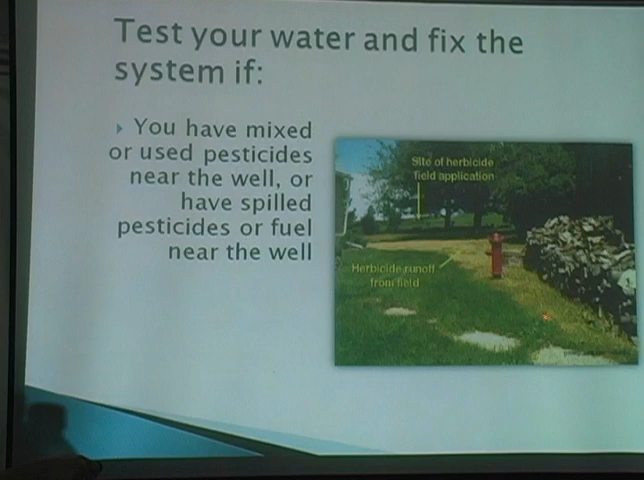 Test your water and fix the
system if:
You have mixed
or used pesticides
near the well, or
have spilled
pesticides or fuel
near the well
Site of herbicide
field application
Herbicide runoff
from field